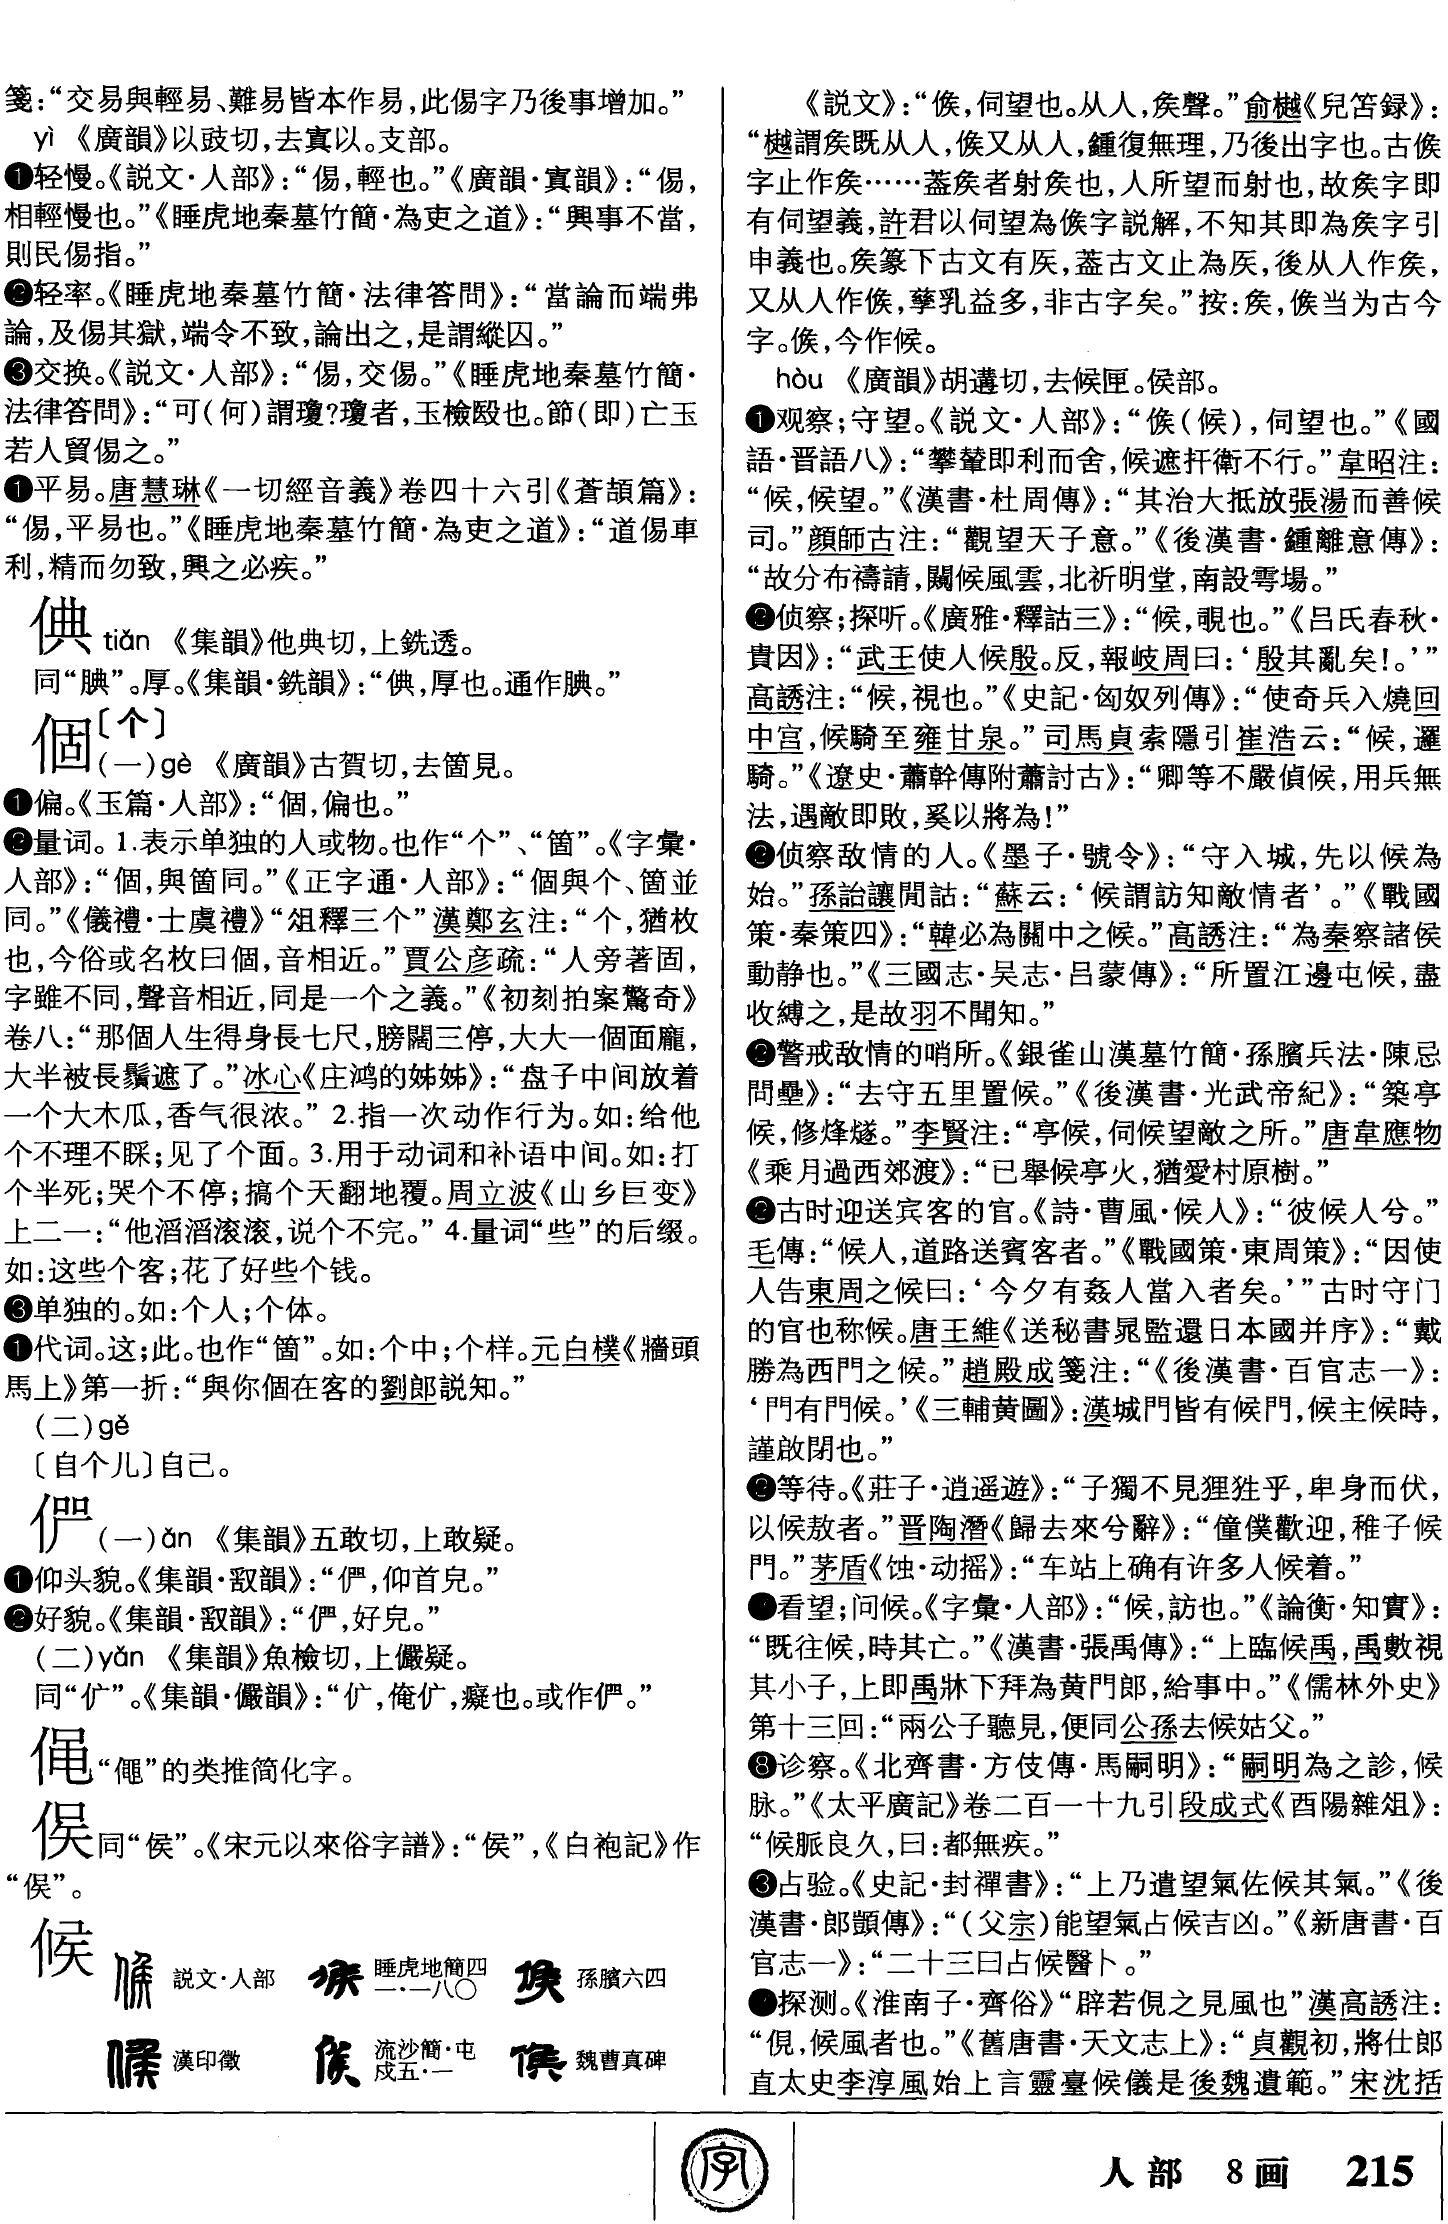 箋：“交易與輕易、難易皆本作易，此㑥字乃後事增加。”
yì 《廣韻》以豉切，去寘以。支部。
❶轻慢。《説文·人部》：“㑥，輕也。”《廣韻·寘韻》：“㑥，
相輕慢也。”《睡虎地秦墓竹簡·為吏之道》：“興事不當，
則民㑥指。”
❷轻率。《睡虎地秦墓竹簡·法律答問》：“當論而端弗
論，及㑥其獄，端令不致，論出之，是謂縱囚。”
❸交换。《説文·人部》：“㑥，交㑥。”《睡虎地秦墓竹簡·
法律答問》：“可（何）謂瓊？瓊者，玉檢殹也。節（即）亡玉
若人貿㑥之。”
❶平易。唐慧琳《一切經音義》卷四十六引《蒼頡篇》：
“㑥，平易也。”《睡虎地秦墓竹簡·為吏之道》：“道㑥車
利，精而勿致，興之必疾。”
倎 tiǎn 《集韻》他典切，上銑透。
同“腆”。厚。《集韻·銑韻》：“倎，厚也。通作腆。”
個〔个〕
（一）gè 《廣韻》古賀切，去箇見。
❶偏。《玉篇·人部》：“個，偏也。”
❷量词。1.表示单独的人或物。也作“个”、“箇”。《字彙·
人部》：“個，與箇同。”《正字通·人部》：“個與个、箇並
同。”《儀禮·士虞禮》“俎釋三个”漢鄭玄注：“个，猶枚
也，今俗或名枚曰個，音相近。”賈公彦疏：“人旁著固，
字雖不同，聲音相近，同是一个之義。”《初刻拍案驚奇》
卷八：“那個人生得身長七尺，膀闊三停，大大一個面龐，
大半被長鬚遮了。”冰心《庄鸿的姊姊》：“盘子中间放着
一个大木瓜，香气很浓。” 2.指一次动作行为。如：给他
个不理不睬；见了个面。3.用于动词和补语中间。如：打
个半死；哭个不停；搞个天翻地覆。周立波《山乡巨变》
上二一：“他滔滔滚滚，说个不完。” 4.量词“些”的后缀。
如：这些个客；花了好些个钱。
❸单独的。如：个人；个体。
❶代词。这；此。也作“箇”。如：个中；个样。元白樸《牆頭
馬上》第一折：“與你個在客的劉郎説知。”
（二）gě
〔自个儿〕自己。
㑋 （一）ǎn 《集韻》五敢切，上敢疑。
❶仰头貌。《集韻·敢韻》：“㑋，仰首皃。”
❷好貌。《集韻·敢韻》：“㑋，好皃。”
（二）yǎn 《集韻》魚檢切，上儼疑。
同“㐹”。《集韻·儼韻》：“㐹，俺㐹，癡也。或作㑋。”
𫢸 “僶”的类推简化字。
俣 同“侯”。《宋元以來俗字譜》：“侯”，《白袍記》作
“俣”。
候
説文·人部 睡虎地簡四一·一八〇 孫臏六四
漢印徵 流沙簡·屯戍五·一 魏曹真碑
《説文》：“𠊱，伺望也。从人，矦聲。”俞樾《兒笘録》：
“樾謂矦既从人，𠊱又从人，鍾復無理，乃後出字也。古𠊱
字止作矦……葢矦者射矦也，人所望而射也，故矦字即
有伺望義，許君以伺望為𠊱字説解，不知其即為矦字引
申義也。矦篆下古文有𥎦，葢古文止為𥎦，後从人作矦，
又从人作𠊱，孳乳益多，非古字矣。”按：矦，𠊱当为古今
字。𠊱，今作候。
hòu 《廣韻》胡遘切，去候匣。侯部。
❶观察；守望。《説文·人部》：“𠊱（候），伺望也。”《國
語·晋語八》：“攀輦即利而舍，候遮扞衛不行。”韋昭注：
“候，候望。”《漢書·杜周傳》：“其治大抵放張湯而善候
司。”顔師古注：“觀望天子意。”《後漢書·鍾離意傳》：
“故分布禱請，闚候風雲，北祈明堂，南設雩場。”
❷侦察；探听。《廣雅·釋詁三》：“候，覗也。”《吕氏春秋·
貴因》：“武王使人候殷。反，報岐周曰：‘殷其亂矣！。’”
高誘注：“候，視也。”《史記·匈奴列傳》：“使奇兵入燒回
中宫，候騎至雍甘泉。”司馬貞索隱引崔浩云：“候，邏
騎。”《遼史·蕭幹傳附蕭討古》：“卿等不嚴偵候，用兵無
法，遇敵即敗，奚以將為！”
❷侦察敌情的人。《墨子·號令》：“守入城，先以候為
始。”孫詒讓閒詁：“蘇云：‘候謂訪知敵情者’。”《戰國
策·秦策四》：“韓必為關中之候。”高誘注：“為秦察諸侯
動静也。”《三國志·吴志·吕蒙傳》：“所置江邊屯候，盡
收縛之，是故羽不聞知。”
❷警戒敌情的哨所。《銀雀山漢墓竹簡·孫臏兵法·陳忌
問壘》：“去守五里置候。”《後漢書·光武帝紀》：“築亭
候，修烽燧。”李賢注：“亭候，伺候望敵之所。”唐韋應物
《乘月過西郊渡》：“已舉候亭火，猶愛村原樹。”
❷古时迎送宾客的官。《詩·曹風·候人》：“彼候人兮。”
毛傳：“候人，道路送賓客者。”《戰國策·東周策》：“因使
人告東周之候曰：‘今夕有姦人當入者矣。’”古时守门
的官也称候。唐王維《送秘書晁監還日本國并序》：“戴
勝為西門之候。”趙殿成箋注：“《後漢書·百官志一》：
‘門有門候。’《三輔黄圖》：漢城門皆有候門，候主候時，
謹啟閉也。”
❷等待。《莊子·逍遥遊》：“子獨不見狸狌乎，卑身而伏，
以候敖者。”晋陶潛《歸去來兮辭》：“僮僕歡迎，稚子候
門。”茅盾《蚀·动摇》：“车站上确有许多人候着。”
看望；问候。《字彙·人部》：“候，訪也。”《論衡·知實》：
“既往候，時其亡。”《漢書·張禹傳》：“上臨候禹，禹數視
其小子，上即禹牀下拜為黄門郎，給事中。”《儒林外史》
第十三回：“兩公子聽見，便同公孫去候姑父。”
❽诊察。《北齊書·方伎傳·馬嗣明》：“嗣明為之診，候
脉。”《太平廣記》卷二百一十九引段成式《酉陽雜俎》：
“候脈良久，曰：都無疾。”
❸占验。《史記·封禪書》：“上乃遣望氣佐候其氣。”《後
漢書·郎顗傳》：“（父宗）能望氣占候吉凶。”《新唐書·百
官志一》：“二十三曰占候醫卜。”
探测。《淮南子·齊俗》“辟若俔之見風也”漢高誘注：
“俔，候風者也。”《舊唐書·天文志上》：“貞觀初，將仕郎
直太史李淳風始上言靈臺候儀是後魏遺範。”宋沈括
字
人部 8画 215